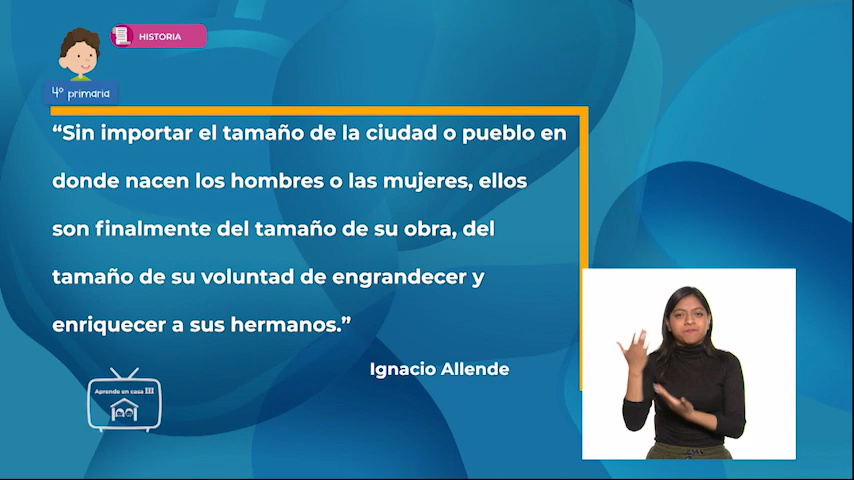 HISTORIA
4° primaria
“Sin importar el tamaño de la ciudad o pueblo en
donde nacen los hombres o las mujeres, ellos
son finalmente del tamaño de su obra, del
tamaño de su voluntad de engrandecer y
enriquecer a sus hermanos.”
Ignacio Allende
Aprende en casa III